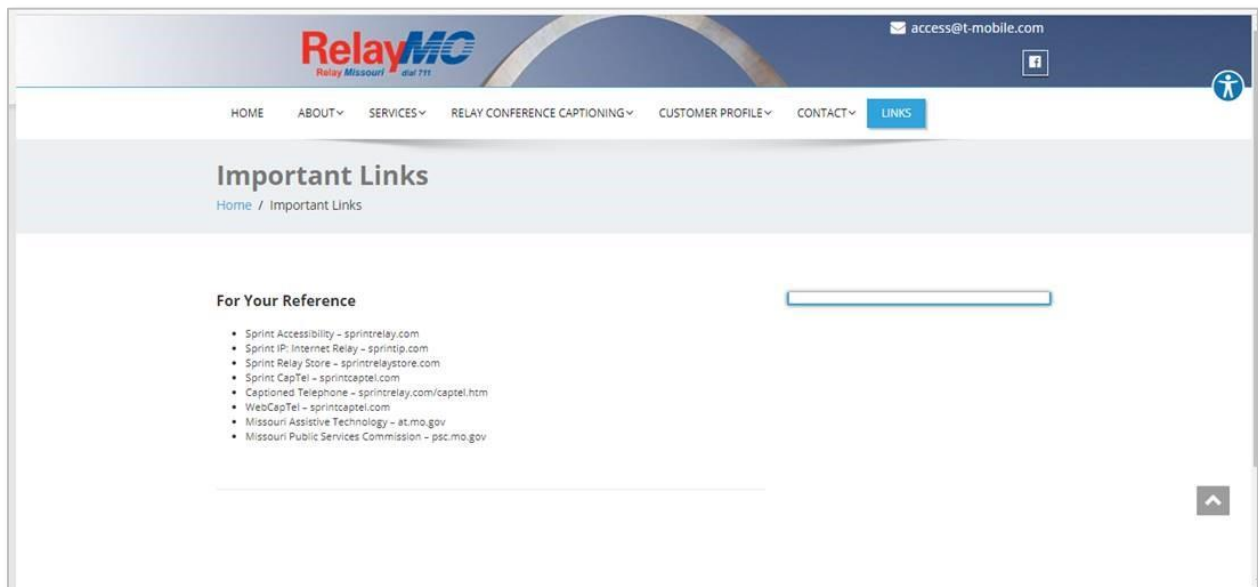 access@t-mobile.com
RelayMO
Relay Missouri dial 711
HOME ABOUT SERVICES RELAY CONFERENCE CAPTIONING CUSTOMER PROFILE CONTACT LINKS
Important Links
Home / Important Links
For Your Reference
• Sprint Accessibility – sprintrelay.com
• Sprint IP: Internet Relay – sprintip.com
• Sprint Relay Store – sprintrelaystore.com
• Sprint CapTel – sprintcaptel.com
• Captioned Telephone – sprintrelay.com/captel.htm
• WebCapTel – sprintcaptel.com
• Missouri Assistive Technology – at.mo.gov
• Missouri Public Services Commission – psc.mo.gov